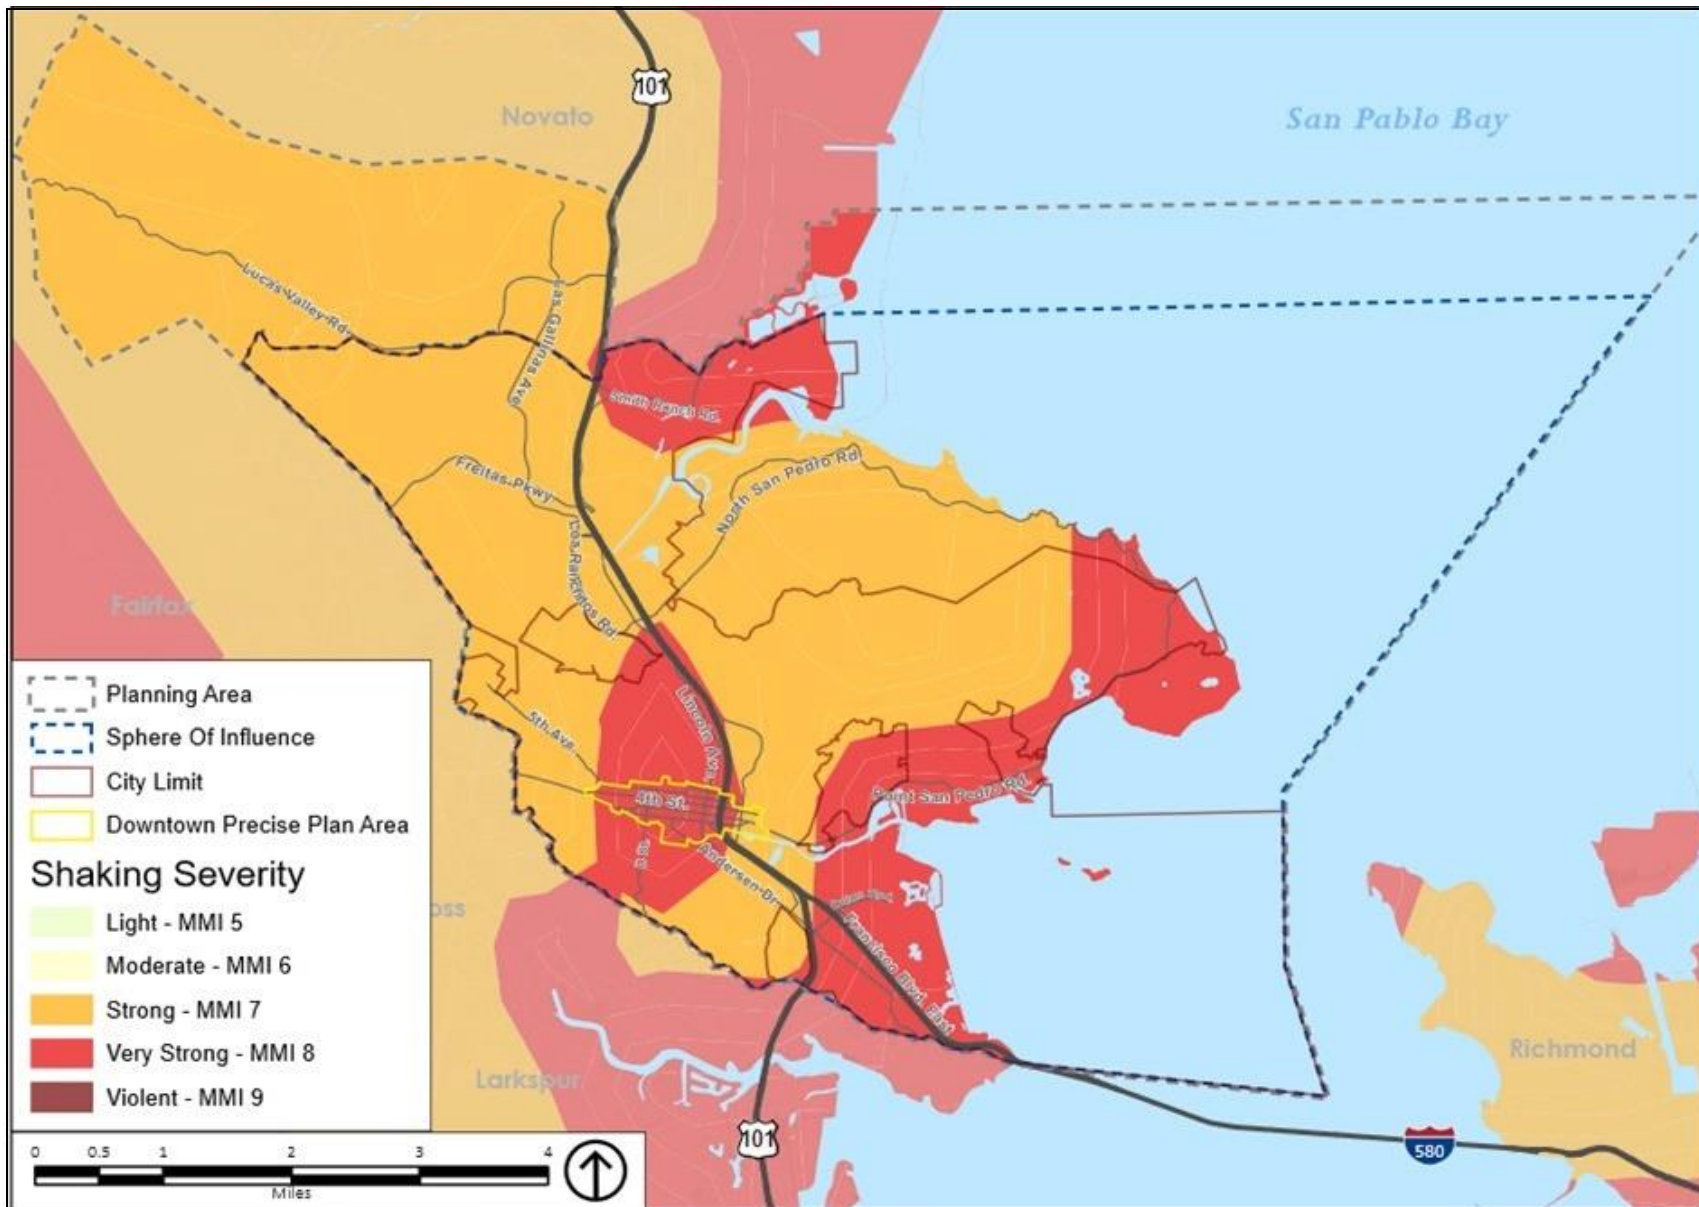 101
Novato
San Pablo Bay
Lucas Valley Rd.
Las Gallinas Ave
Smith Ranch Rd.
Freitas Pkwy
North San Pedro Rd.
Los Ranchitos Rd.
Fairfax
Lincoln Ave.
5th Ave.
4th St.
Point San Pedro Rd.
B St.
Andersen Dr
oss
Francisco Blvd. East
Larkspur
Richmond
101
580
Planning Area
Sphere Of Influence
City Limit
Downtown Precise Plan Area
Shaking Severity
Light - MMI 5
Moderate - MMI 6
Strong - MMI 7
Very Strong - MMI 8
Violent - MMI 9
0 0.5 1 2 3 4
Miles